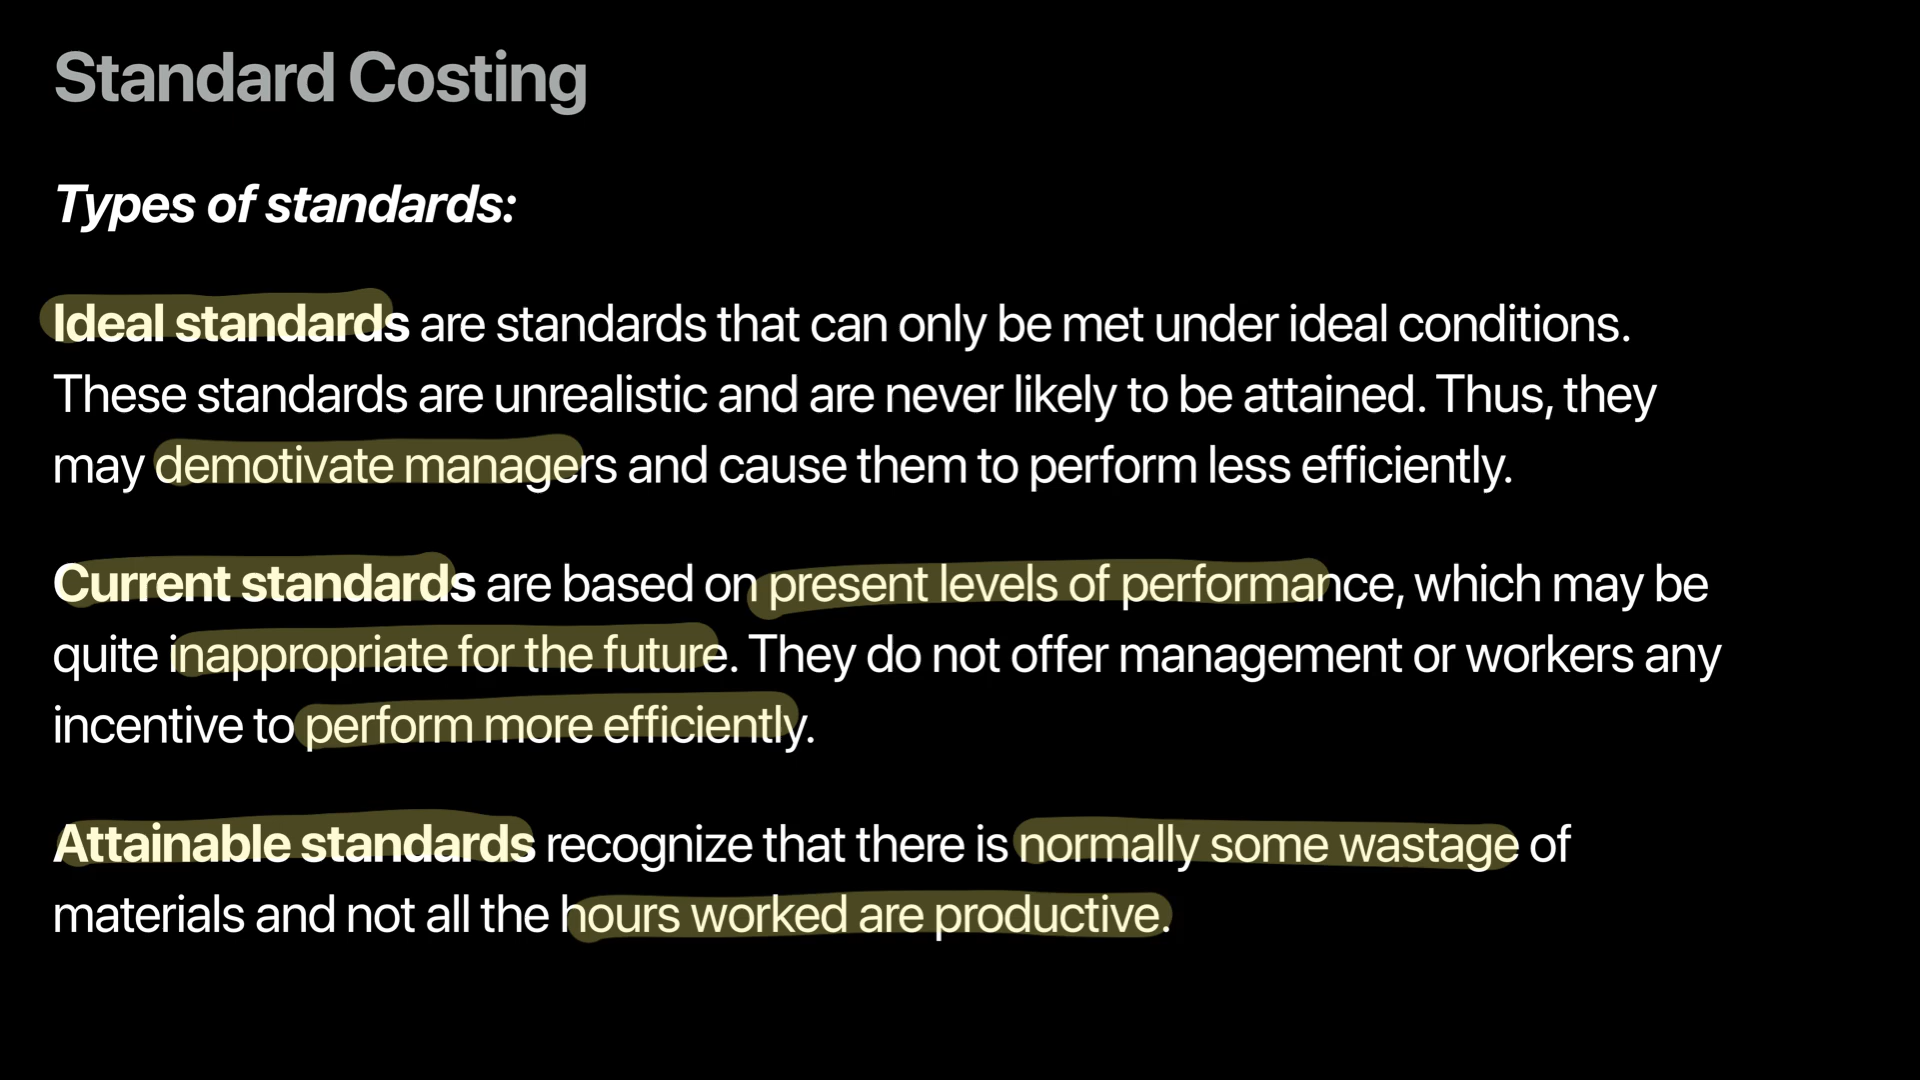 Standard Costing
Types of standards:
Ideal standards are standards that can only be met under ideal conditions.
These standards are unrealistic and are never likely to be attained. Thus, they
may demotivate managers and cause them to perform less efficiently.
Current standards are based on present levels of performance, which may be
quite inappropriate for the future. They do not offer management or workers any
incentive to perform more efficiently.
Attainable standards recognize that there is normally some wastage of
materials and not all the hours worked are productive.